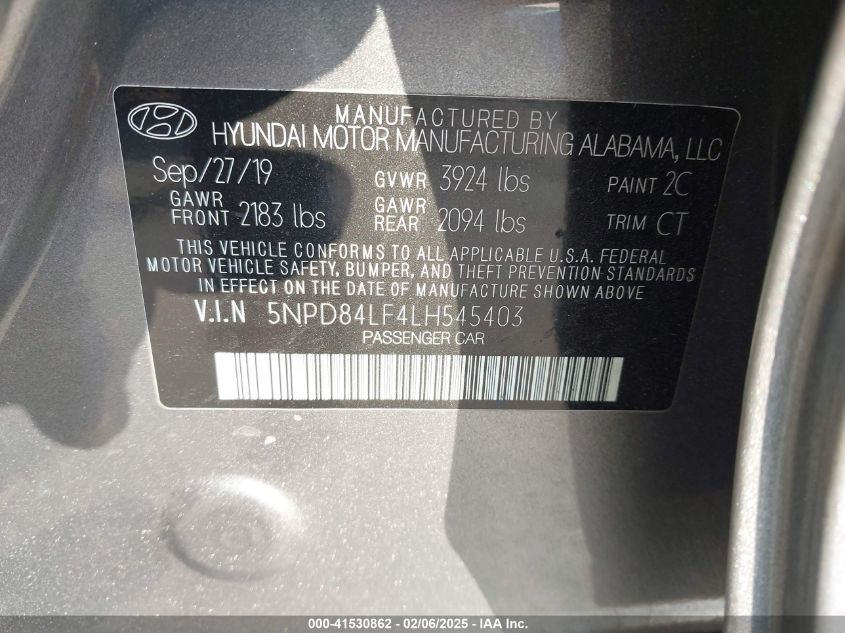 MANUFACTURED BY
HYUNDAI MOTOR MANUFACTURING ALABAMA, LLC
Sep/27/19 GVWR 3924 lbs PAINT 2C
GAWR FRONT 2183 lbs GAWR REAR 2094 lbs TRIM CT
THIS VEHICLE CONFORMS TO ALL APPLICABLE U.S.A. FEDERAL
MOTOR VEHICLE SAFETY, BUMPER, AND THEFT PREVENTION STANDARDS
IN EFFECT ON THE DATE OF MANUFACTURE SHOWN ABOVE
V.I.N 5NPD84LF4LH545403
PASSENGER CAR
000-41530862 - 02/06/2025 - IAA, Inc.